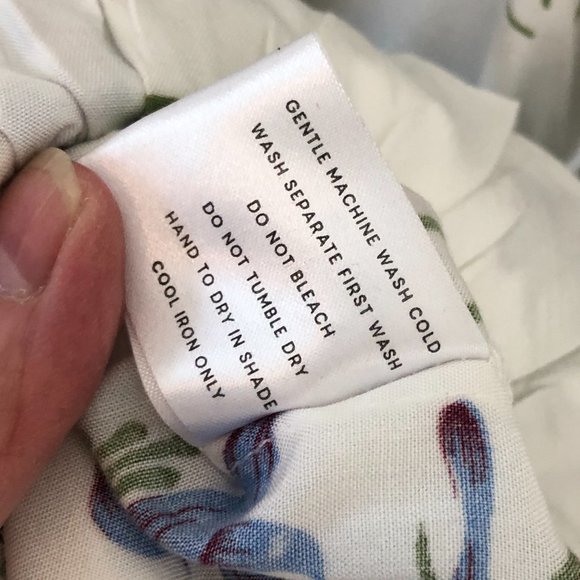 GENTLE MACHINE WASH COLD
WASH SEPARATE FIRST WASH
DO NOT BLEACH
DO NOT TUMBLE DRY
HAND TO DRY IN SHADE
COOL IRON ONLY